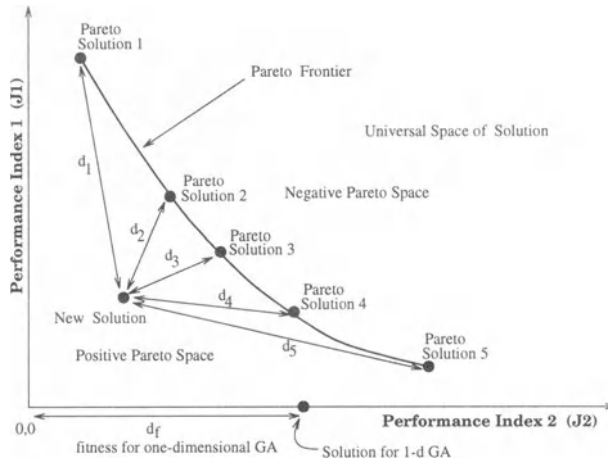 Pareto
Solution 1
Pareto Frontier
Universal Space of Solution
d1
Pareto
Solution 2
Negative Pareto Space
d2
d3
Pareto
Solution 3
d4
Pareto
Solution 4
New Solution
d5
Pareto
Solution 5
Positive Pareto Space
Performance Index 1 (J1)
0,0
df
Performance Index 2 (J2)
fitness for one-dimensional GA
Solution for 1-d GA